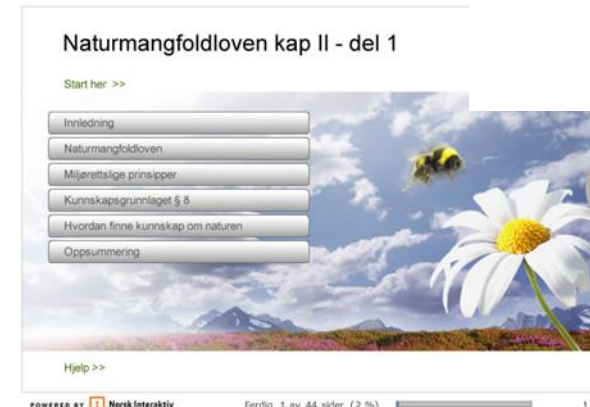 Naturmangfoldloven kap II - del 1
Start her >>
Innledning
Naturmangfoldloven
Miljørettslige prinsipper
Kunnskapsgrunnlaget § 8
Hvordan finne kunnskap om naturen
Oppsummering
Hjelp >>
POWERED BY I Norsk Interaktiv Ferdig 1 av 44 sider (2 %) 1